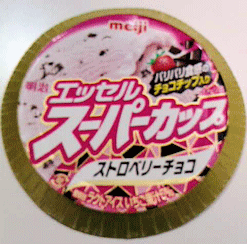 meiji
パリパリ食感の
チョコチップ入り
明治
エッセル
スーパーカップ
ストロベリーチョコ